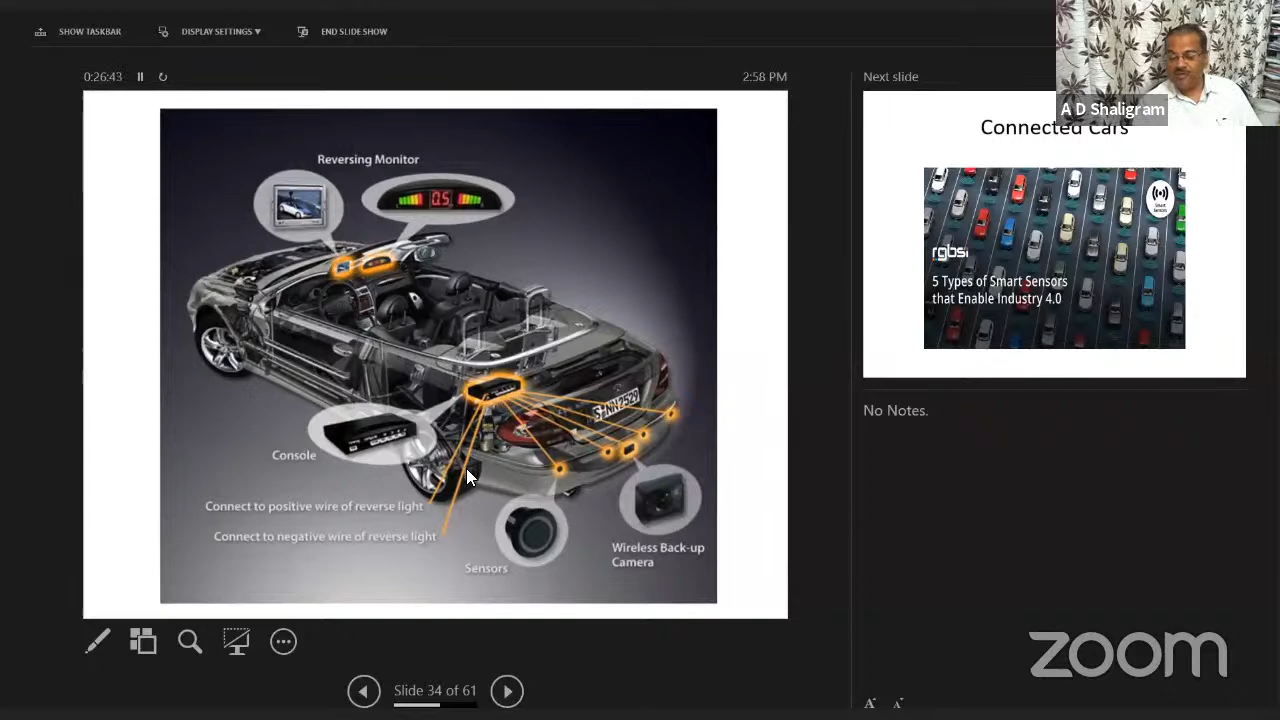 SHOW TASKBAR
DISPLAY SETTINGS ▼
END SLIDE SHOW
0:26:43
2:58 PM
Next slide
A D Shaligram
Connected Cars
Reversing Monitor
0.5
Console
Connect to positive wire of reverse light
Connect to negative wire of reverse light
Sensors
Wireless Back-up
Camera
S·NN2529
Smart
Sensors
rgbsi
5 Types of Smart Sensors
that Enable Industry 4.0
No Notes.
Slide 34 of 61
zoom
A A